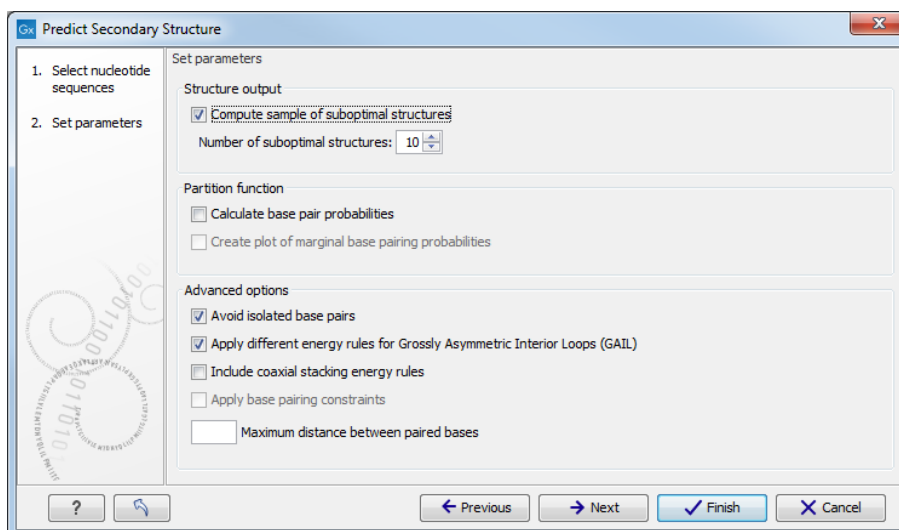 Gx Predict Secondary Structure
1. Select nucleotide
sequences
2. Set parameters
Set parameters
Structure output
Compute sample of suboptimal structures
Number of suboptimal structures: 10
Partition function
Calculate base pair probabilities
Create plot of marginal base pairing probabilities
Advanced options
Avoid isolated base pairs
Apply different energy rules for Grossly Asymmetric Interior Loops (GAIL)
Include coaxial stacking energy rules
Apply base pairing constraints
Maximum distance between paired bases
? Previous Next Finish Cancel